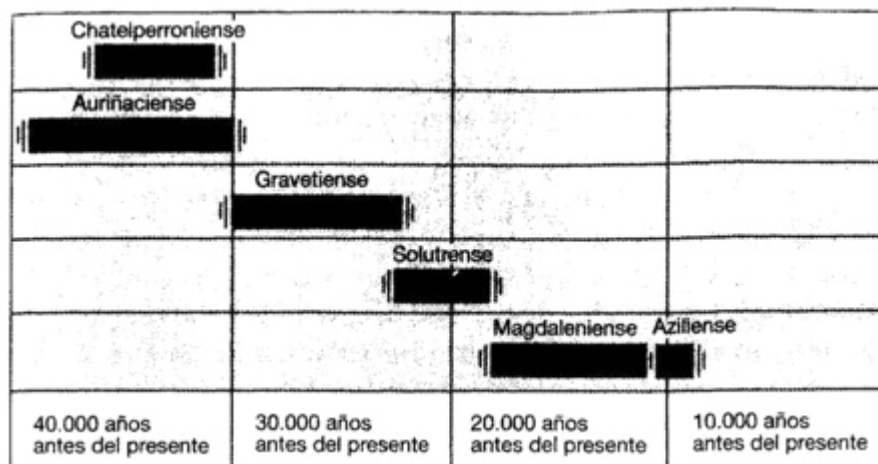 Chatelperroniense
Auriñaciense
Gravetiense
Solutrense
Magdaleniense Aziliense
40.000 años
antes del presente
30.000 años
antes del presente
20.000 años
antes del presente
10.000 años
antes del presente